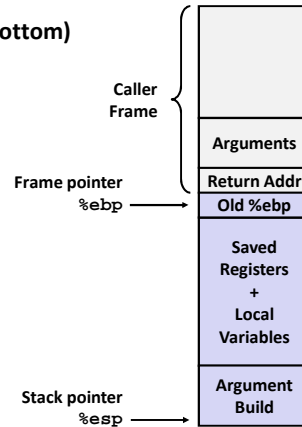 ottom)
Caller
Frame
Arguments
Return Addr
Frame pointer
%ebp
Old %ebp
Saved
Registers
+
Local
Variables
Argument
Build
Stack pointer
%esp